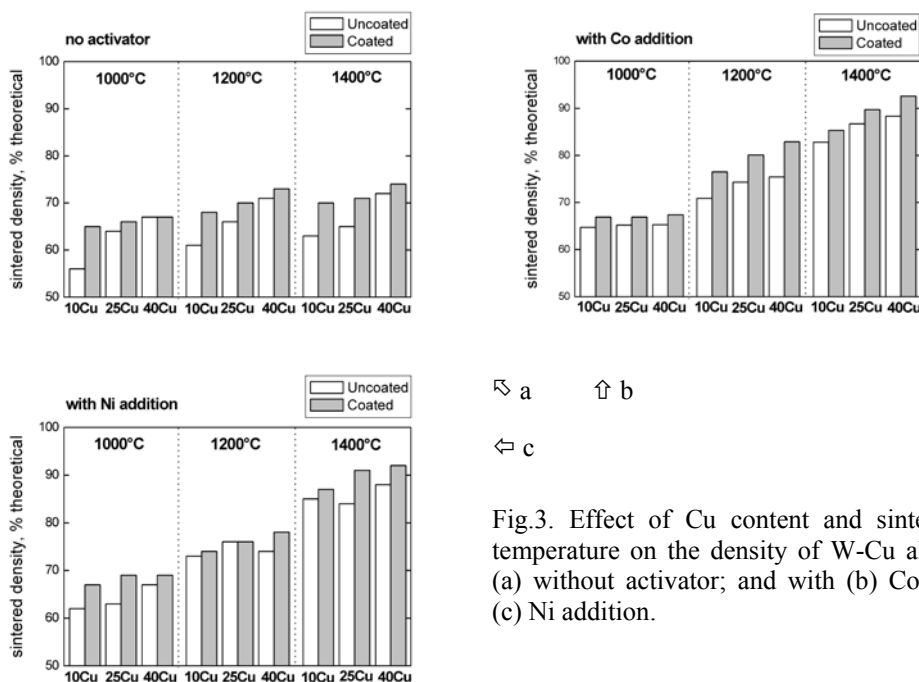 no activator
Uncoated
Coated
sintered density, % theoretical
100
90
80
70
60
50
1000°C 1200°C 1400°C
10Cu 25Cu 40Cu 10Cu 25Cu 40Cu 10Cu 25Cu 40Cu
with Co addition
Uncoated
Coated
sintered density, % theoretical
100
90
80
70
60
50
1000°C 1200°C 1400°C
10Cu 25Cu 40Cu 10Cu 25Cu 40Cu 10Cu 25Cu 40Cu
with Ni addition
Uncoated
Coated
sintered density, % theoretical
100
90
80
70
60
50
1000°C 1200°C 1400°C
10Cu 25Cu 40Cu 10Cu 25Cu 40Cu 10Cu 25Cu 40Cu
⇖ a ⇧ b
⇦ c
Fig.3. Effect of Cu content and sinte
temperature on the density of W-Cu a
(a) without activator; and with (b) Co
(c) Ni addition.